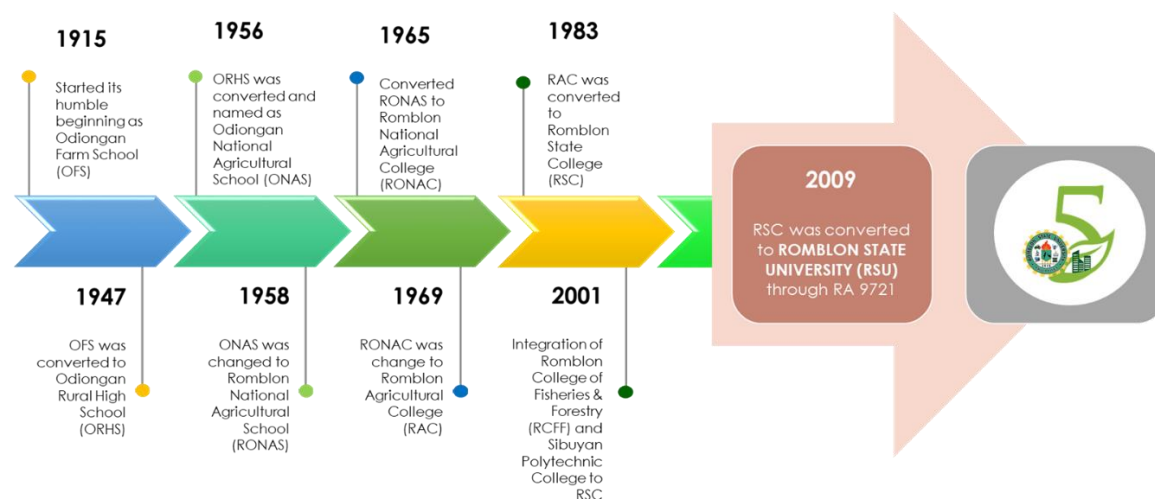 1915
Started its
humble
beginning as
Odiongan
Farm School
(OFS)
1947
OFS was
converted to
Odiongan
Rural High
School
(ORHS)
1956
ORHS was
converted and
named as
Odiongan
National
Agricultural
School (ONAS)
1958
ONAS was
changed to
Romblon
National
Agricultural
School
(RONAS)
1965
Converted
RONAS to
Romblon
National
Agricultural
College
(RONAC)
1969
RONAC was
change to
Romblon
Agricultural
College
(RAC)
1983
RAC was
converted
to
Romblon
State
College
(RSC)
2001
Integration of
Romblon
College of
Fisheries &
Forestry
(RCFF) and
Sibuyan
Polytechnic
College to
RSC
2009
RSC was converted
to ROMBLON STATE
UNIVERSITY (RSU)
through RA 9721
5